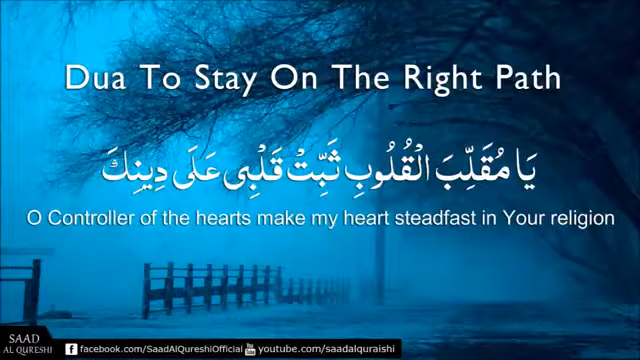 Dua To Stay On The Right Path
يَا مُقَلِّبَ الْقُلُوبِ ثَبِّتْ قَلْبِي عَلَى دِينِكَ
O Controller of the hearts make my heart steadfast in Your religion
SAAD
AL QURESHI
facebook.com/SaadAlQureshiOfficial youtube.com/saadalquraishi